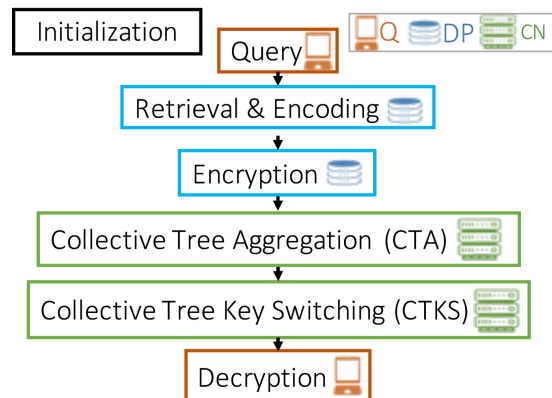 Initialization
Query
Q DP CN
Retrieval & Encoding
Encryption
Collective Tree Aggregation (CTA)
Collective Tree Key Switching (CTKS)
Decryption